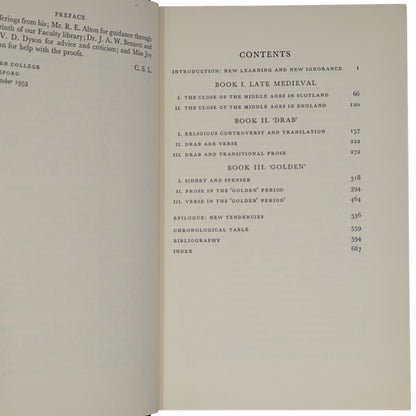 PREFACE
ferings from his; Mr. R. E. Alton for guidance through
rinth of our Faculty library; Dr. J. A. W. Bennett and
V. D. Dyson for advice and criticism; and Miss Joy
an for help with the proofs.
C. S. L.
EN COLLEGE
FORD
ctober 1953
CONTENTS
INTRODUCTION: NEW LEARNING AND NEW IGNORANCE 1
BOOK I. LATE MEDIEVAL
I. THE CLOSE OF THE MIDDLE AGES IN SCOTLAND 66
II. THE CLOSE OF THE MIDDLE AGES IN ENGLAND 120
BOOK II. 'DRAB'
I. RELIGIOUS CONTROVERSY AND TRANSLATION 157
II. DRAB AGE VERSE 222
III. DRAB AND TRANSITIONAL PROSE 272
BOOK III. 'GOLDEN'
I. SIDNEY AND SPENSER 318
II. PROSE IN THE 'GOLDEN' PERIOD 394
III. VERSE IN THE 'GOLDEN PERIOD' 464
EPILOGUE: NEW TENDENCIES 536
CHRONOLOGICAL TABLE 559
BIBLIOGRAPHY 594
INDEX 687